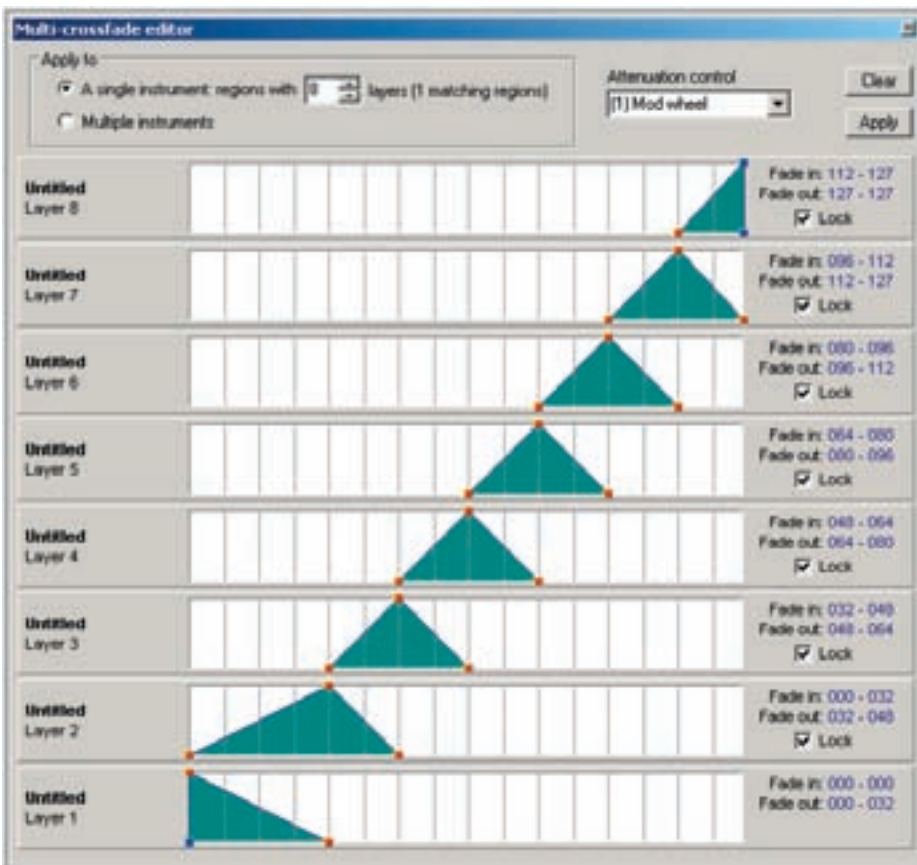 Multi-crossfade editor
Apply to
A single instrument: regions with 8 layers (1 matching regions)
Multiple instruments
Attenuation control
(1) Mod wheel
Clear
Apply
Untitled
Layer 8
Fade in: 112 - 127
Fade out: 127 - 127
Lock
Untitled
Layer 7
Fade in: 096 - 112
Fade out: 112 - 127
Lock
Untitled
Layer 6
Fade in: 080 - 096
Fade out: 096 - 112
Lock
Untitled
Layer 5
Fade in: 064 - 080
Fade out: 080 - 096
Lock
Untitled
Layer 4
Fade in: 048 - 064
Fade out: 064 - 080
Lock
Untitled
Layer 3
Fade in: 032 - 048
Fade out: 048 - 064
Lock
Untitled
Layer 2
Fade in: 000 - 032
Fade out: 032 - 048
Lock
Untitled
Layer 1
Fade in: 000 - 000
Fade out: 000 - 032